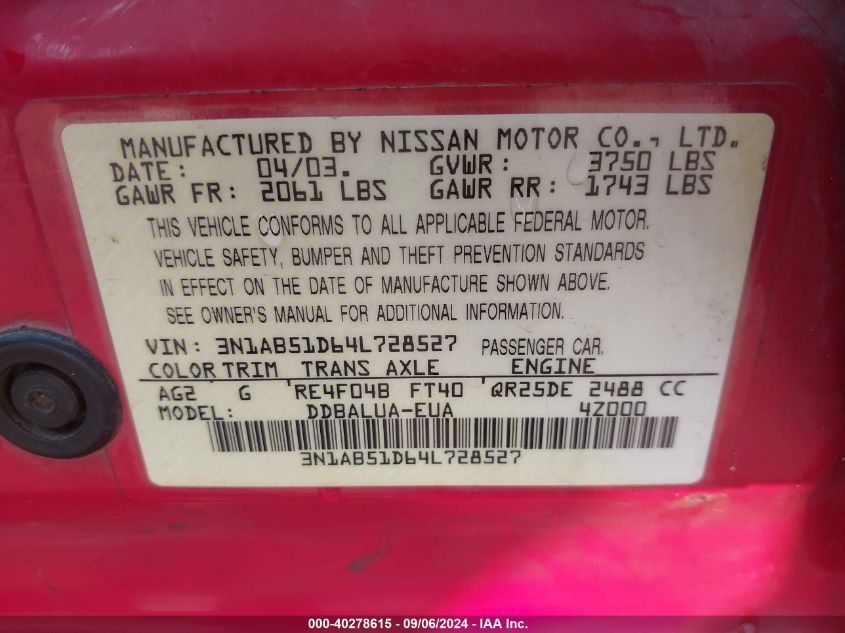 MANUFACTURED BY NISSAN MOTOR CO., LTD.
DATE: 04/03. GVWR: 3750 LBS
GAWR FR: 2061 LBS GAWR RR: 1743 LBS
THIS VEHICLE CONFORMS TO ALL APPLICABLE FEDERAL MOTOR.
VEHICLE SAFETY, BUMPER AND THEFT PREVENTION STANDARDS
IN EFFECT ON THE DATE OF MANUFACTURE SHOWN ABOVE.
SEE OWNER'S MANUAL FOR ADDITIONAL INFORMATION.
VIN: 3N1AB51D64L728527 PASSENGER CAR.
COLOR TRIM TRANS AXLE ENGINE
AG2 G RE4F04B FT40 QR25DE 2488 CC
MODEL: DDBALUA-EUA 4Z000
3N1AB51D64L728527
000-40278615 - 09/06/2024 - IAA Inc.